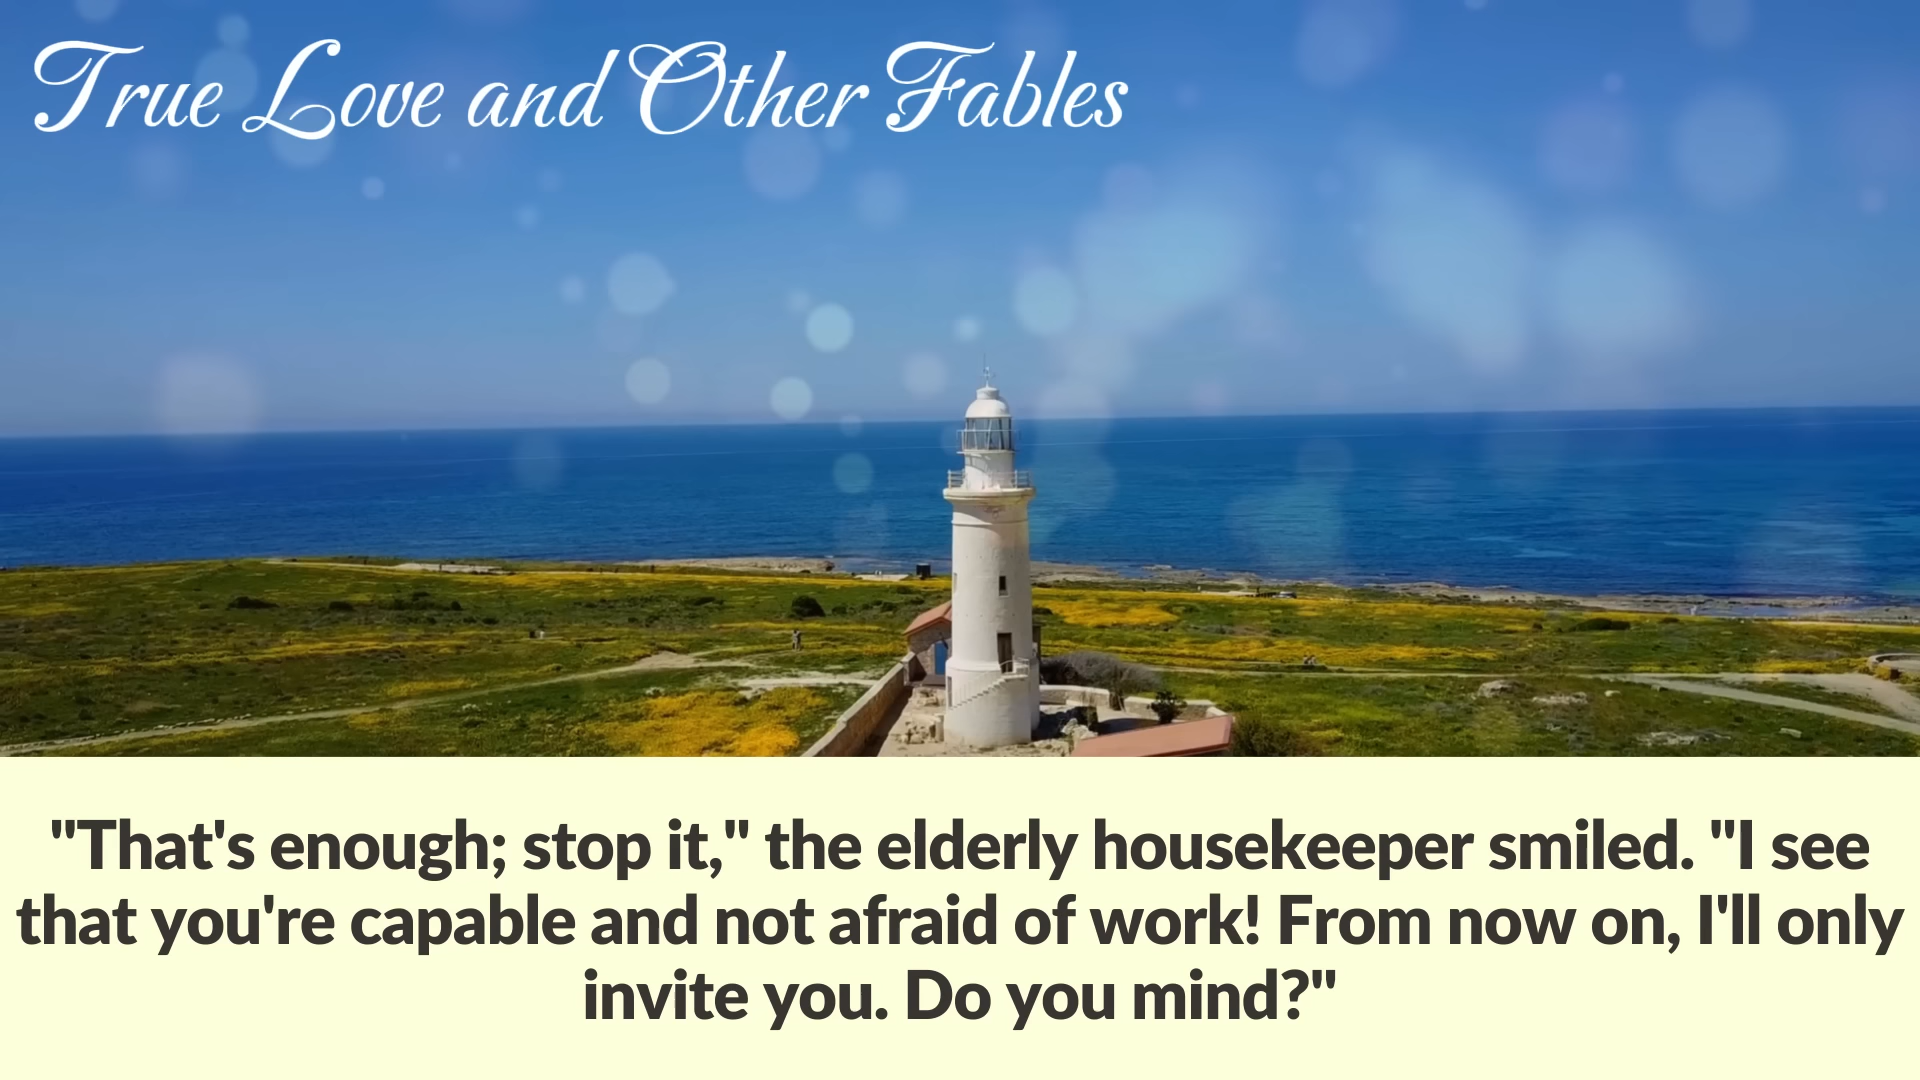 True Love and Other Fables
"That's enough; stop it," the elderly housekeeper smiled. "I see
that you're capable and not afraid of work! From now on, I'll only
invite you. Do you mind?"